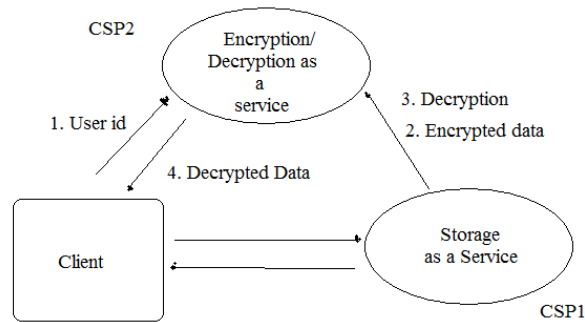 CSP2
Encryption/
Decryption as
a
service
1. User id
3. Decryption
2. Encrypted data
4. Decrypted Data
Client
Storage
as a Service
CSP1